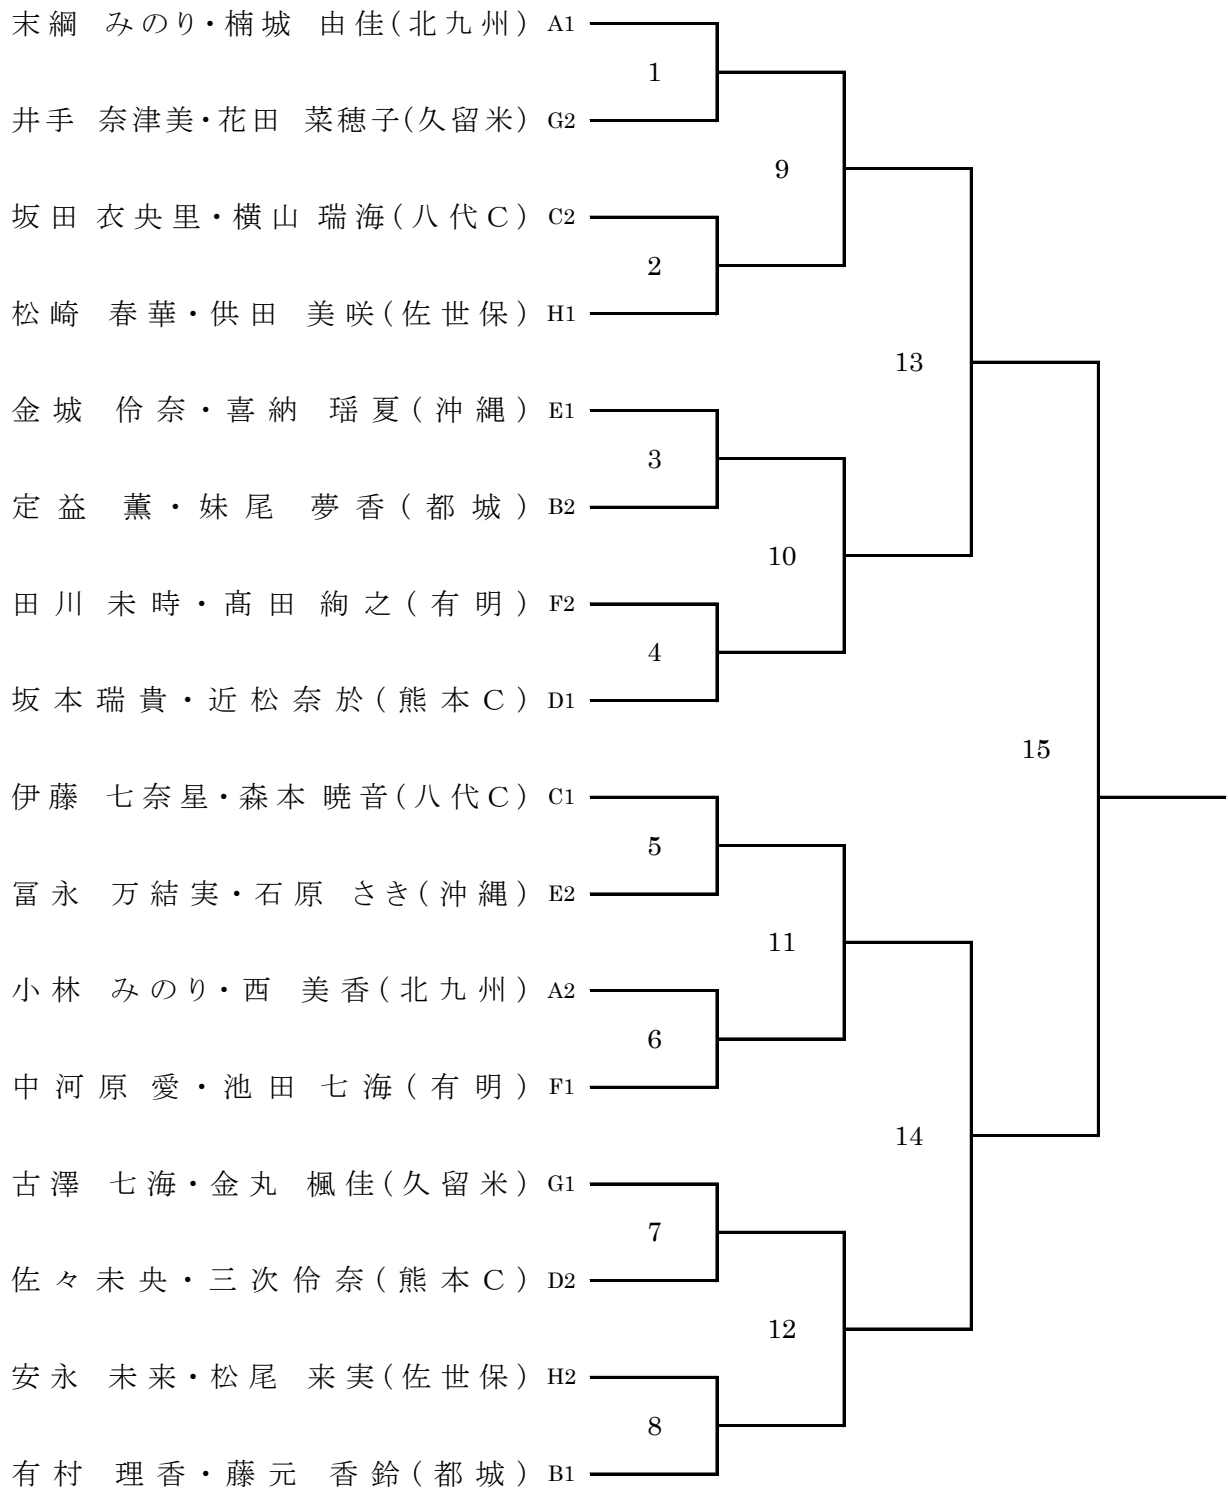 末綱 みのり・楠城 由佳(北九州) A1
1
井手 奈津美・花田 菜穂子(久留米) G2
9
坂田 衣央里・横山 瑞海(八代C) C2
2
松崎 春華・供田 美咲(佐世保) H1
13
金城 伶奈・喜納 瑶夏(沖縄) E1
3
定益 薫・妹尾 夢香(都城) B2
10
田川 未時・髙田 絢之(有明) F2
4
坂本瑞貴・近松奈於(熊本C) D1
15
伊藤 七奈星・森本 暁音(八代C) C1
5
冨永 万結実・石原 さき(沖縄) E2
11
小林 みのり・西 美香(北九州) A2
6
中河原 愛・池田 七海(有明) F1
14
古澤 七海・金丸 楓佳(久留米) G1
7
佐々未央・三次伶奈(熊本C) D2
12
安永 未来・松尾 来実(佐世保) H2
8
有村 理香・藤元 香鈴(都城) B1